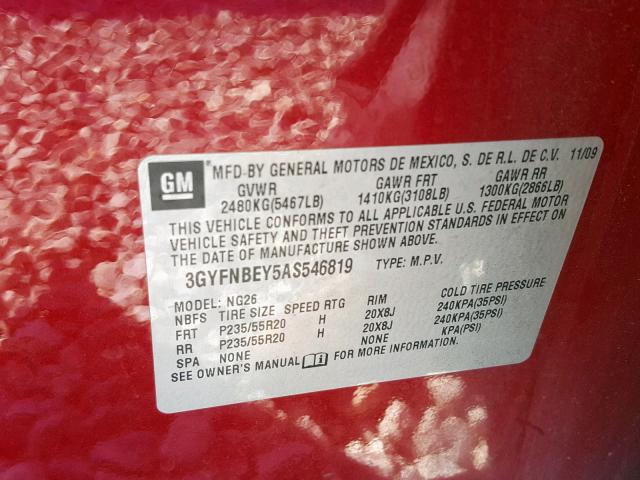 GM
MFD-BY GENERAL MOTORS DE MEXICO, S. DE R.L. DE C.V. 11/09
GVWR GAWR FRT GAWR RR
2480KG(5467LB) 1410KG(3108LB) 1300KG(2866LB)
THIS VEHICLE CONFORMS TO ALL APPLICABLE U.S. FEDERAL MOTOR
VEHICLE SAFETY AND THEFT PREVENTION STANDARDS IN EFFECT ON
THE DATE OF MANUFACTURE SHOWN ABOVE.
3GYFNBEY5AS546819 TYPE: M.P.V.
MODEL: NG26
NBFS TIRE SIZE SPEED RTG RIM COLD TIRE PRESSURE
FRT P235/55R20 H 20X8J 240KPA(35PSI)
RR P235/55R20 H 20X8J 240KPA(35PSI)
SPA NONE NONE KPA(PSI)
SEE OWNER'S MANUAL FOR MORE INFORMATION.